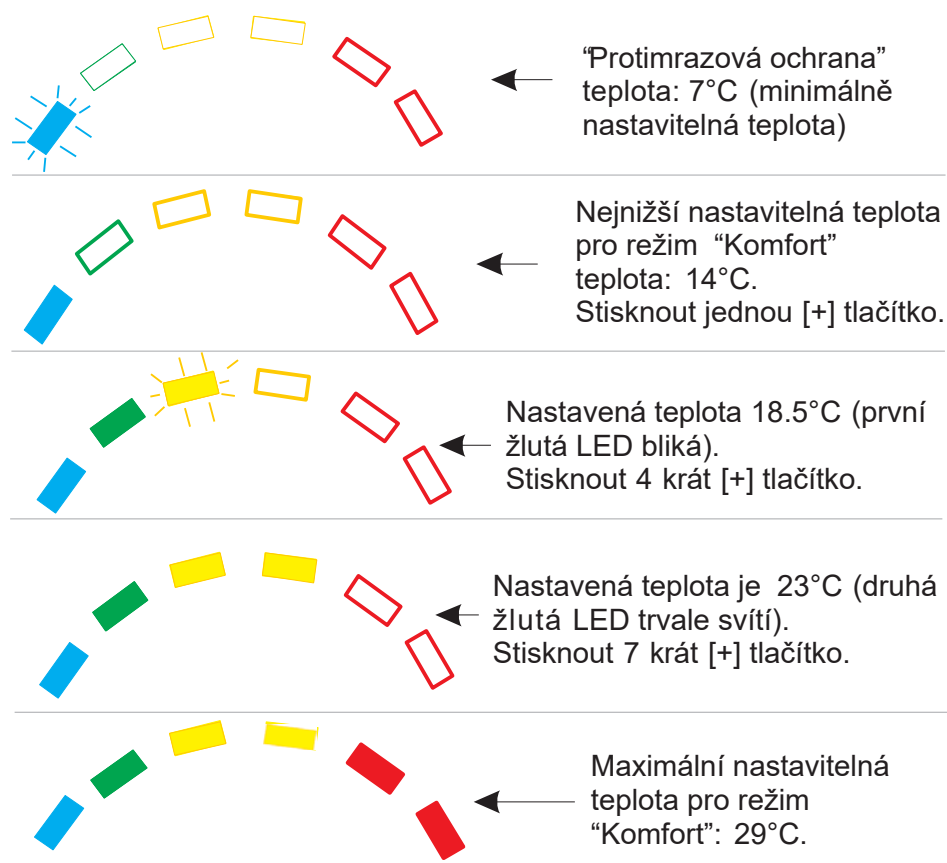 “Protimrazová ochrana”
teplota: 7°C (minimálně
nastavitelná teplota)
Nejnižší nastavitelná teplota
pro režim “Komfort”
teplota: 14°C.
Stisknout jednou [+] tlačítko.
Nastavená teplota 18.5°C (první
žlutá LED bliká).
Stisknout 4 krát [+] tlačítko.
Nastavená teplota je 23°C (druhá
žlutá LED trvale svítí).
Stisknout 7 krát [+] tlačítko.
Maximální nastavitelná
teplota pro režim
“Komfort”: 29°C.